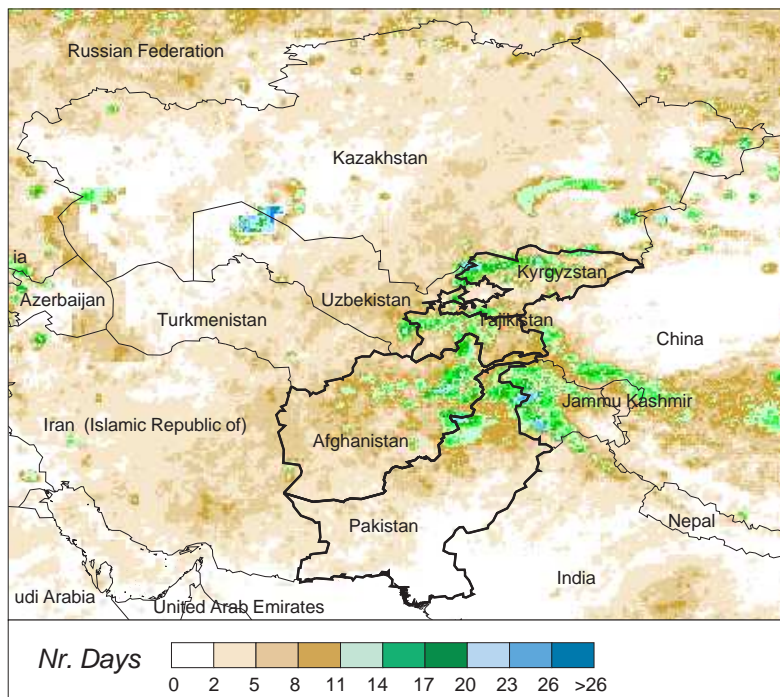 Russian Federation
Kazakhstan
ia
Kyrgyzstan
Azerbaijan
Uzbekistan
Turkmenistan
Tajikistan
China
Jammu Kashmir
Iran (Islamic Republic of)
Afghanistan
Pakistan
Nepal
India
udi Arabia
United Arab Emirates
Nr. Days
0 2 5 8 11 14 17 20 23 26 >26